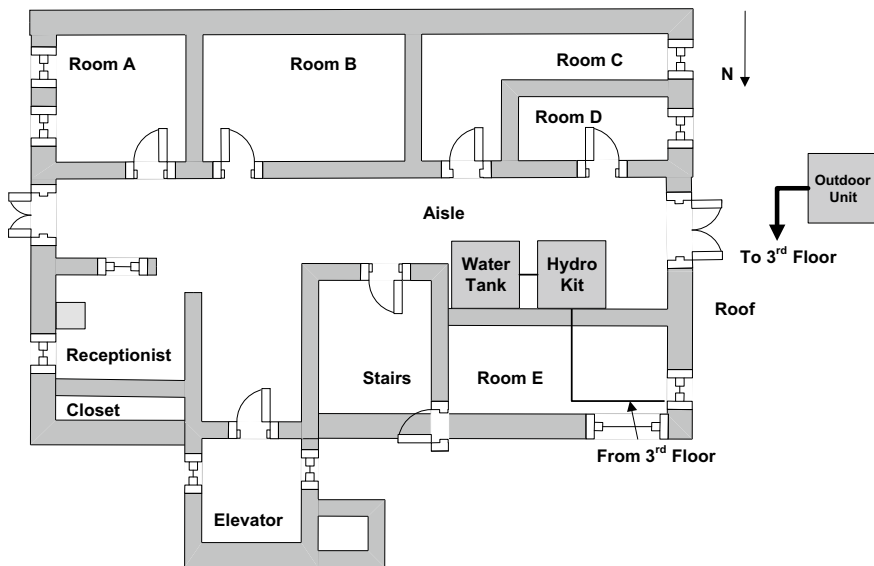 Room A
Room B
Room C
N
Room D
Outdoor
Unit
Aisle
To 3rd Floor
Water
Tank
Hydro
Kit
Roof
Receptionist
Stairs
Room E
Closet
From 3rd Floor
Elevator